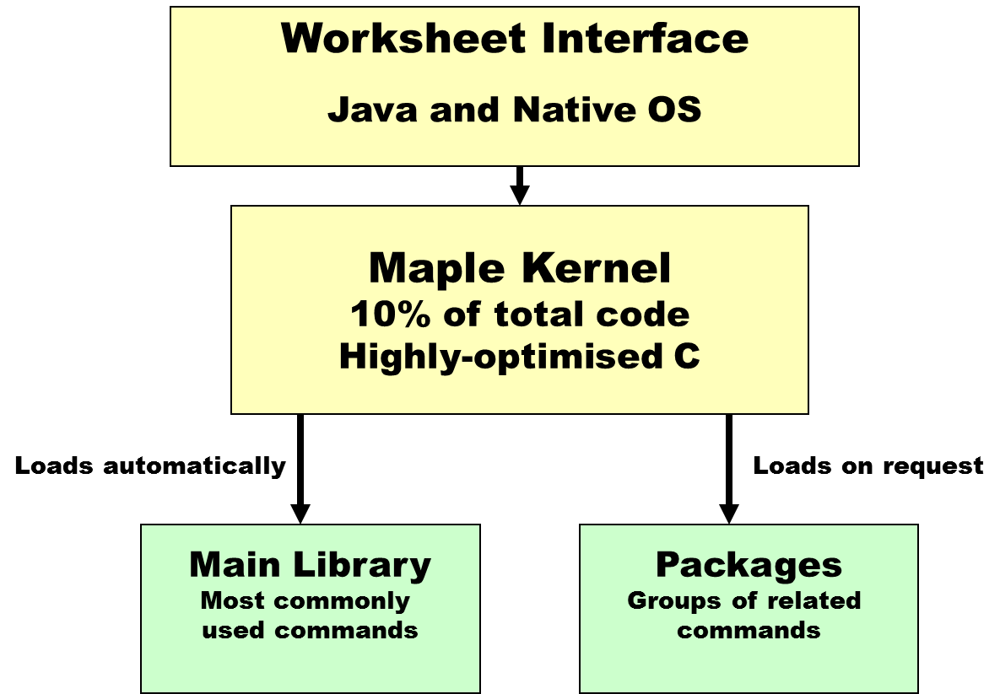 Worksheet Interface
Java and Native OS
Maple Kernel
10% of total code
Highly-optimised C
Loads automatically
Loads on request
Main Library
Most commonly
used commands
Packages
Groups of related
commands